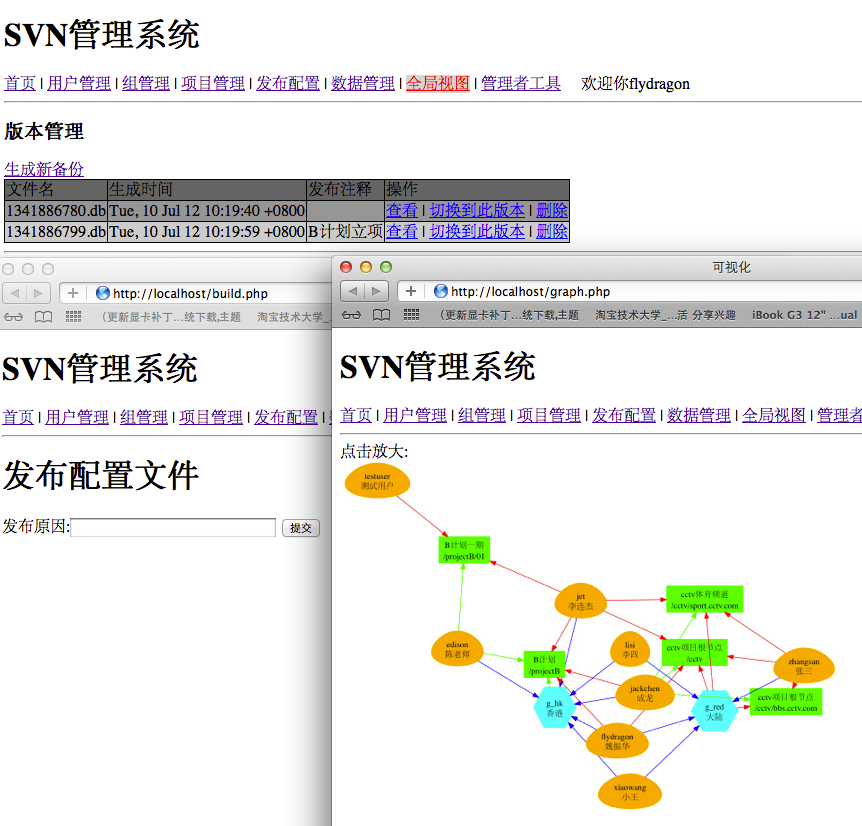 SVN管理系统
首页 | 用户管理 | 组管理 | 项目管理 | 发布配置 | 数据管理 | 全局视图 | 管理者工具 欢迎你flydragon
版本管理
生成新备份
文件名 生成时间 发布注释 操作
1341886780.db Tue, 10 Jul 12 10:19:40 +0800 查看 | 切换到此版本 | 删除
1341886799.db Tue, 10 Jul 12 10:19:59 +0800 B计划立项 查看 | 切换到此版本 | 删除
http://localhost/build.php
(更新显卡补丁...统下载,主题 淘宝技术大学_
SVN管理系统
首页 | 用户管理 | 组管理 | 项目管理 | 发布配置 |
发布配置文件
发布原因: 提交
可视化
http://localhost/graph.php
(更新显卡补丁...统下载,主题 淘宝技术大学_...活 分享兴趣 iBook G3 12" ...ual
SVN管理系统
首页 | 用户管理 | 组管理 | 项目管理 | 发布配置 | 数据管理 | 全局视图 | 管理者
点击放大:
testuser
测试用户
B计划一期
/projectB/01
jet
李连杰
cctv体育频道
/cctv/sport.cctv.com
edison
陈老师
lisi
李四
cctv项目根节点
/cctv
B计划
/projectB
zhangsan
张三
jackchen
成龙
cctv项目根节点
/cctv/bbs.cctv.com
g_hk
香港
g_red
大陆
flydragon
魏振华
xiaowang
小王